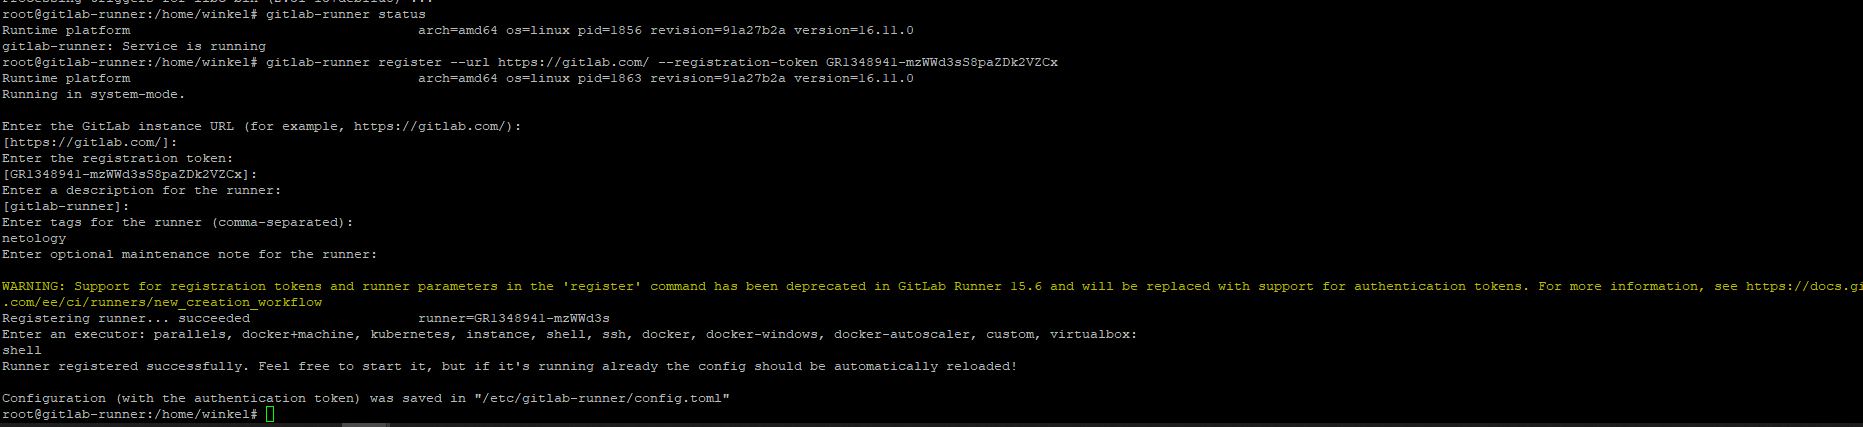 root@gitlab-runner:/home/winkel# gitlab-runner status
Runtime platform                                    arch=amd64 os=linux pid=1856 revision=91a27b2a version=16.11.0
gitlab-runner: Service is running
root@gitlab-runner:/home/winkel# gitlab-runner register --url https://gitlab.com/ --registration-token GR1348941-mzWWd3sS8paZDk2VZCx
Runtime platform                                    arch=amd64 os=linux pid=1863 revision=91a27b2a version=16.11.0
Running in system-mode.

Enter the GitLab instance URL (for example, https://gitlab.com/):
[https://gitlab.com/]:
Enter the registration token:
[GR1348941-mzWWd3sS8paZDk2VZCx]:
Enter a description for the runner:
[gitlab-runner]:
Enter tags for the runner (comma-separated):
netology
Enter optional maintenance note for the runner:

WARNING: Support for registration tokens and runner parameters in the 'register' command has been deprecated in GitLab Runner 15.6 and will be replaced with support for authentication tokens. For more information, see https://docs.gi
.com/ee/ci/runners/new_creation_workflow
Registering runner... succeeded                     runner=GR1348941-mzWWd3s
Enter an executor: parallels, docker+machine, kubernetes, instance, shell, ssh, docker, docker-windows, docker-autoscaler, custom, virtualbox:
shell
Runner registered successfully. Feel free to start it, but if it's running already the config should be automatically reloaded!

Configuration (with the authentication token) was saved in "/etc/gitlab-runner/config.toml"
root@gitlab-runner:/home/winkel#